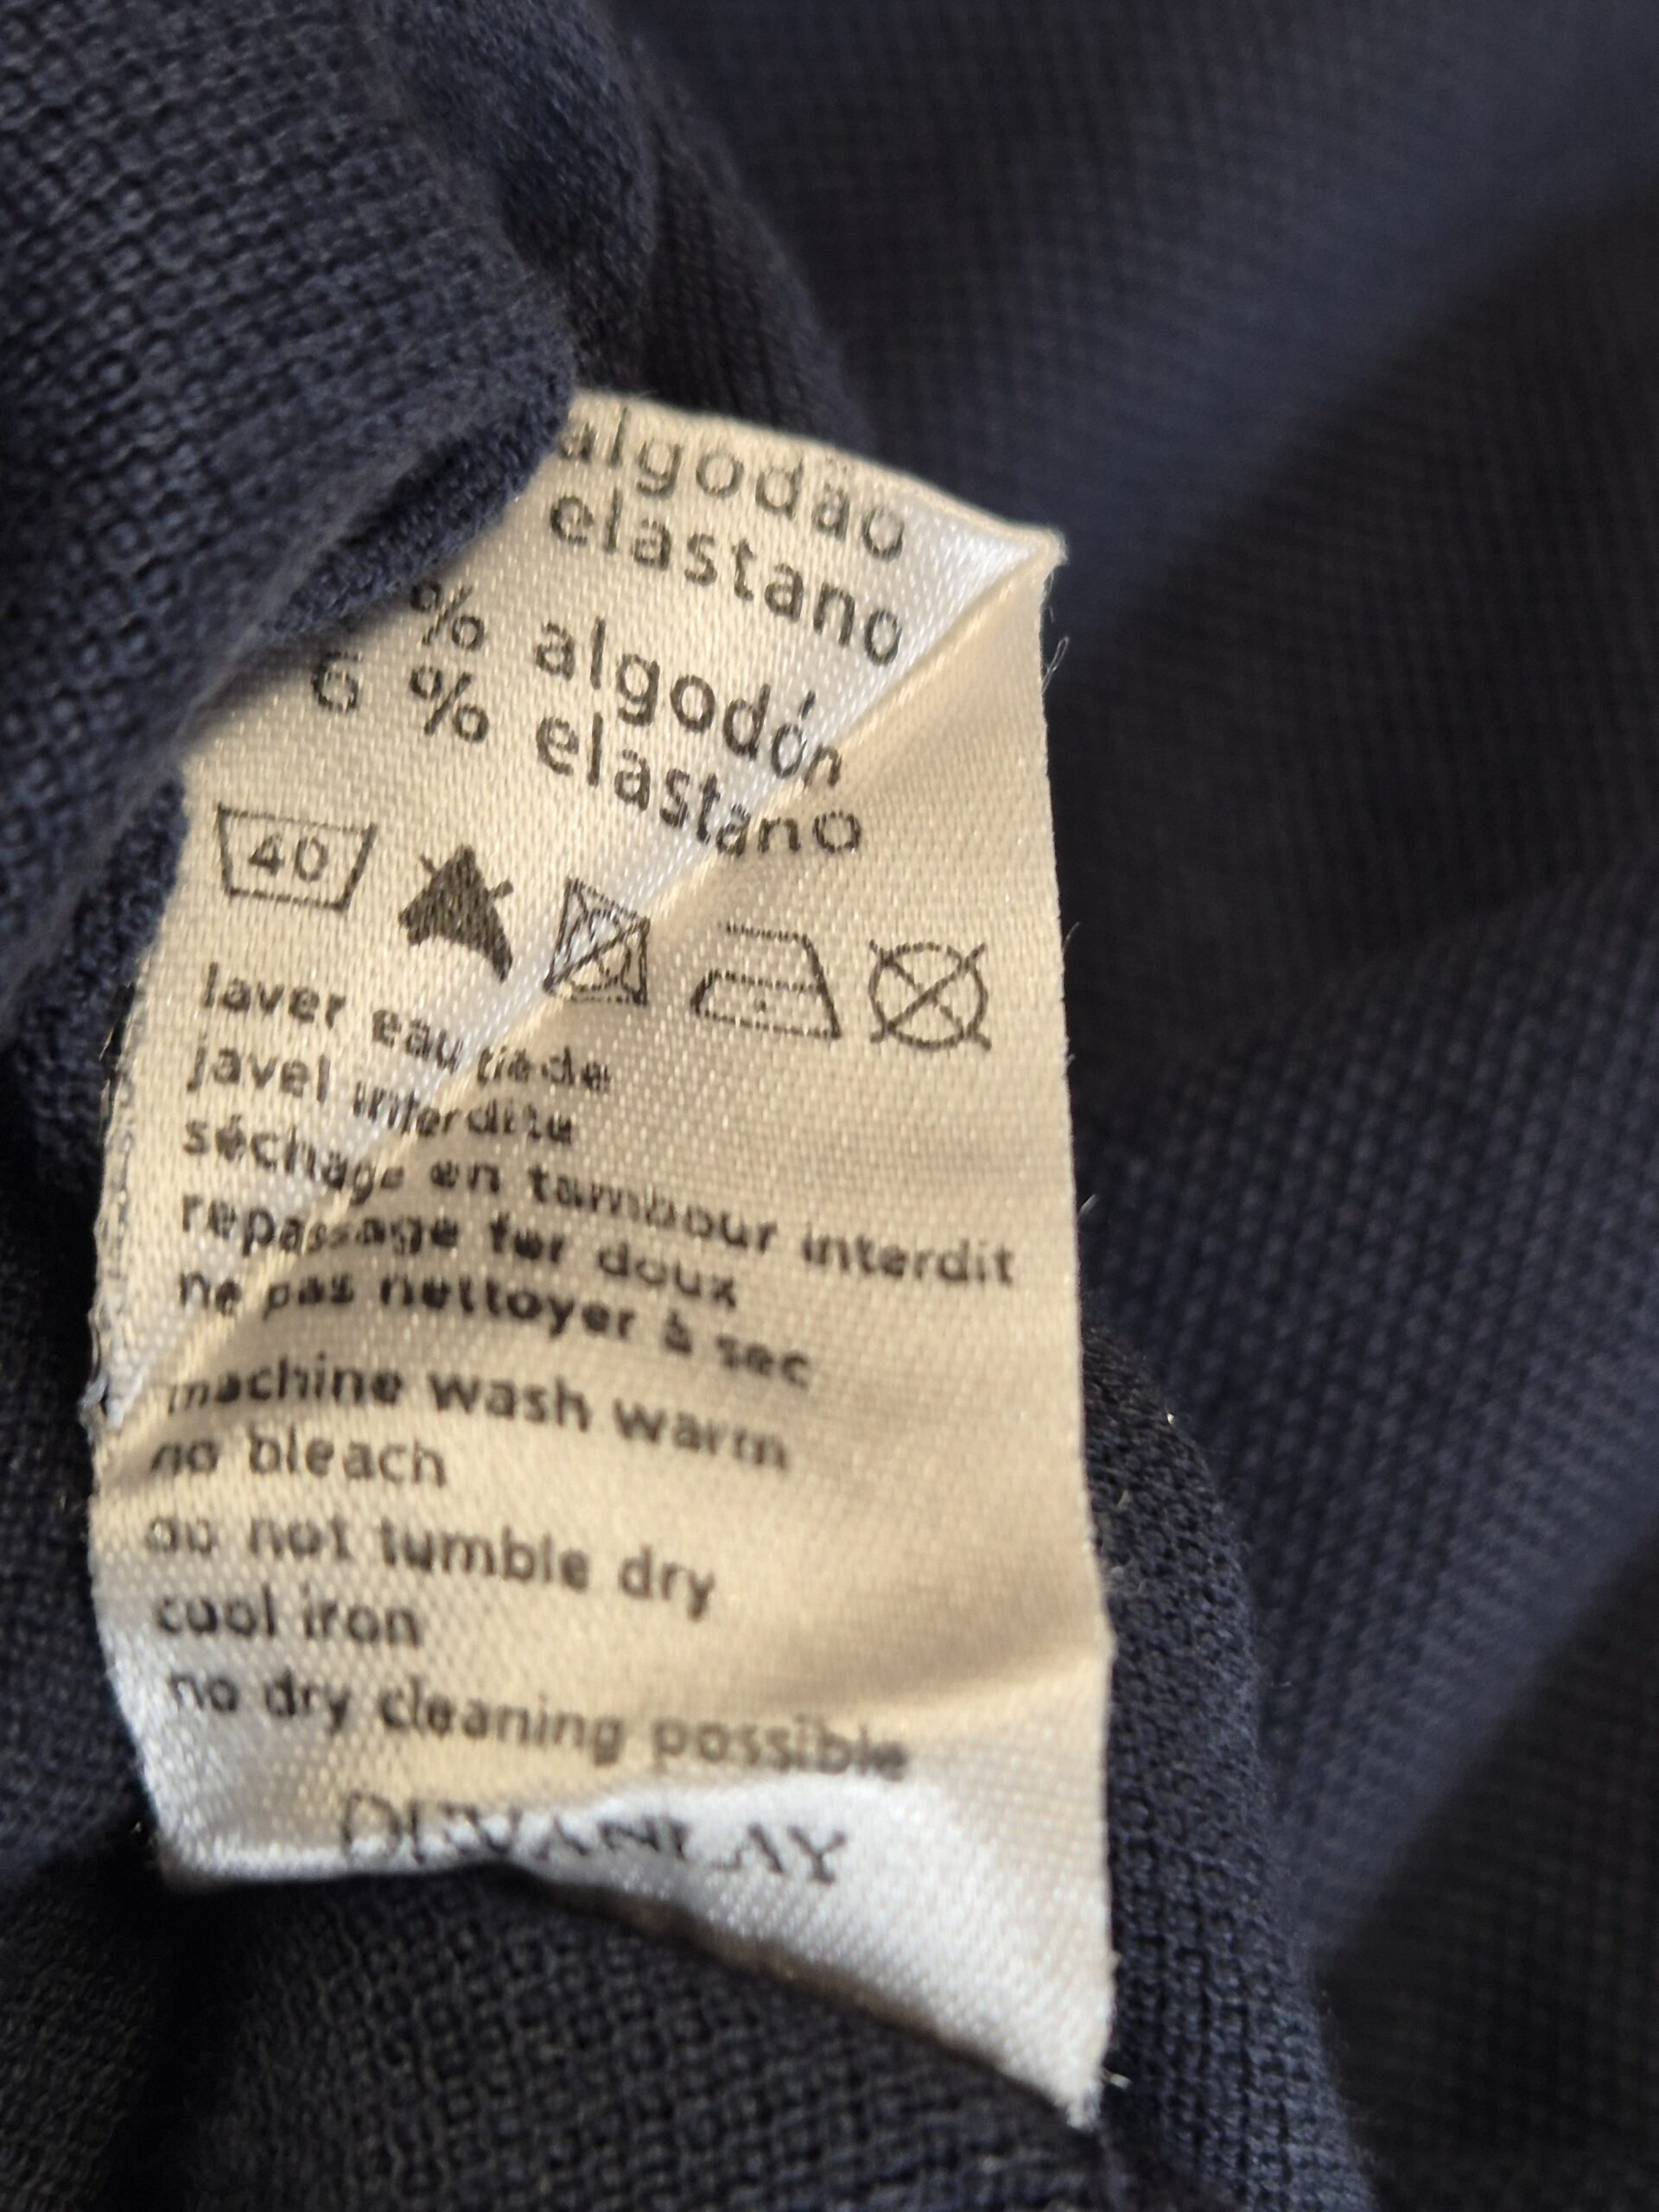 algodão
elastano
% algodón
6 % elastano
40
laver eau tiède
javel interdite
séchage en tambour interdit
repassage fer doux
ne pas nettoyer à sec
machine wash warm
no bleach
do not tumble dry
cool iron
no dry cleaning possible
DEVANLAY